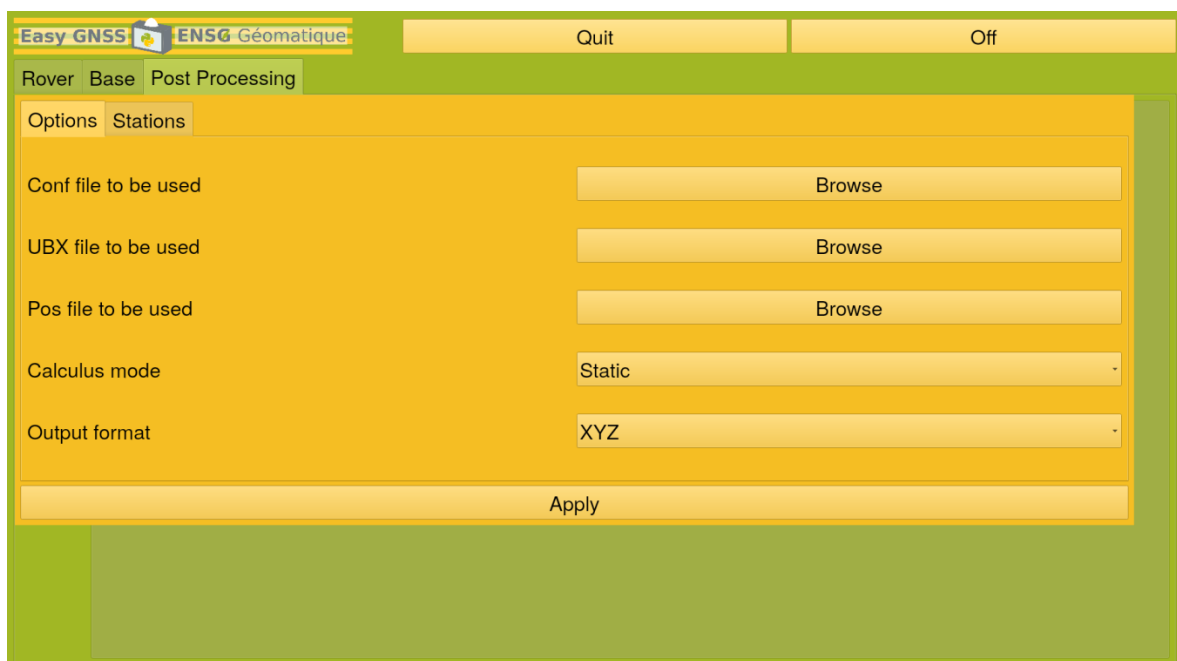 Easy GNSS ENSG Géomatique Quit Off
Rover Base Post Processing
Options Stations
Conf file to be used Browse
UBX file to be used Browse
Pos file to be used Browse
Calculus mode Static
Output format XYZ
Apply